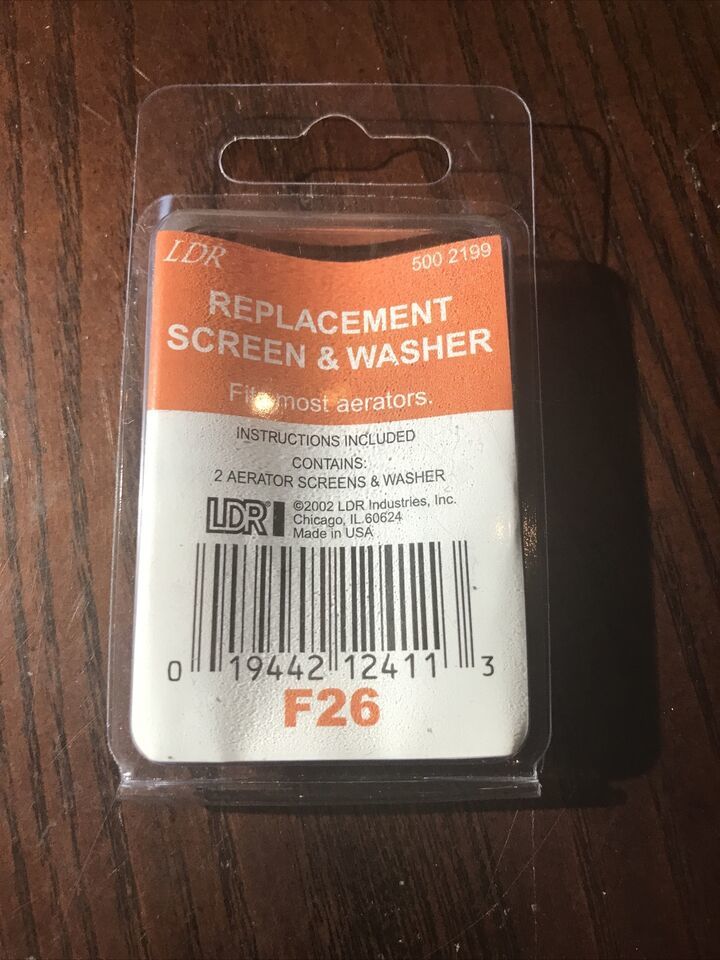 LDR
500 2199
REPLACEMENT
SCREEN & WASHER
Fits most aerators.
INSTRUCTIONS INCLUDED
CONTAINS:
2 AERATOR SCREENS & WASHER
LDR®
©2002 LDR Industries, Inc.
Chicago, IL 60624
Made in USA
0 19442 12411 3
F26